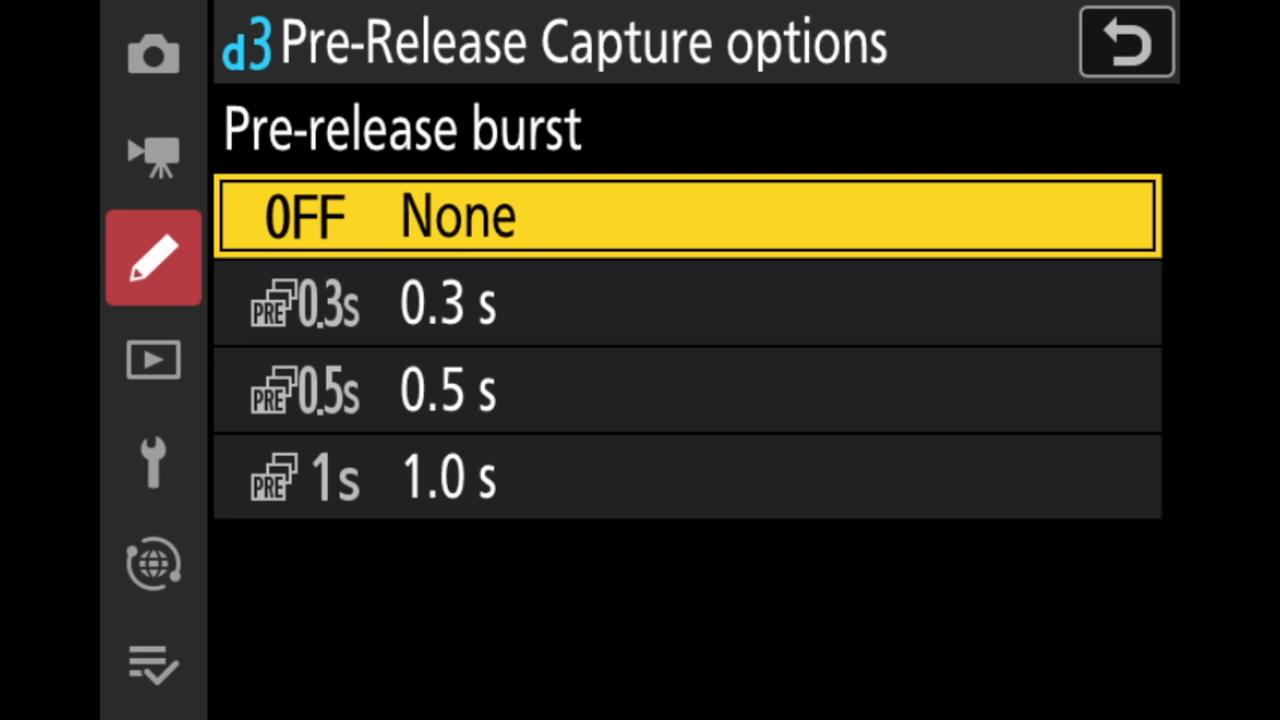 d3 Pre-Release Capture options
Pre-release burst
OFF None
PRE 0.3s 0.3 s
PRE 0.5s 0.5 s
PRE 1s 1.0 s